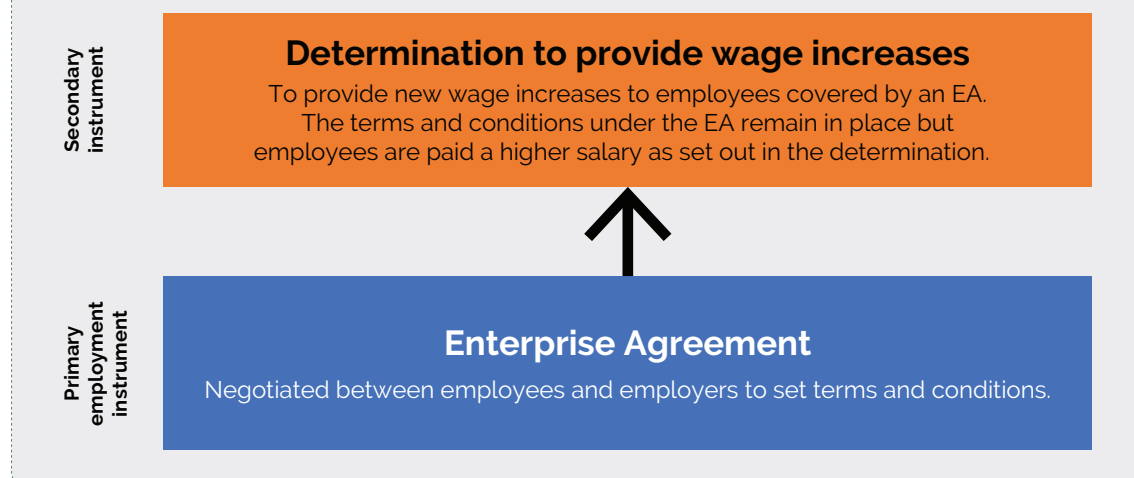 Secondary
instrument
Determination to provide wage increases
To provide new wage increases to employees covered by an EA.
The terms and conditions under the EA remain in place but
employees are paid a higher salary as set out in the determination.
Primary
employment
instrument
Enterprise Agreement
Negotiated between employees and employers to set terms and conditions.